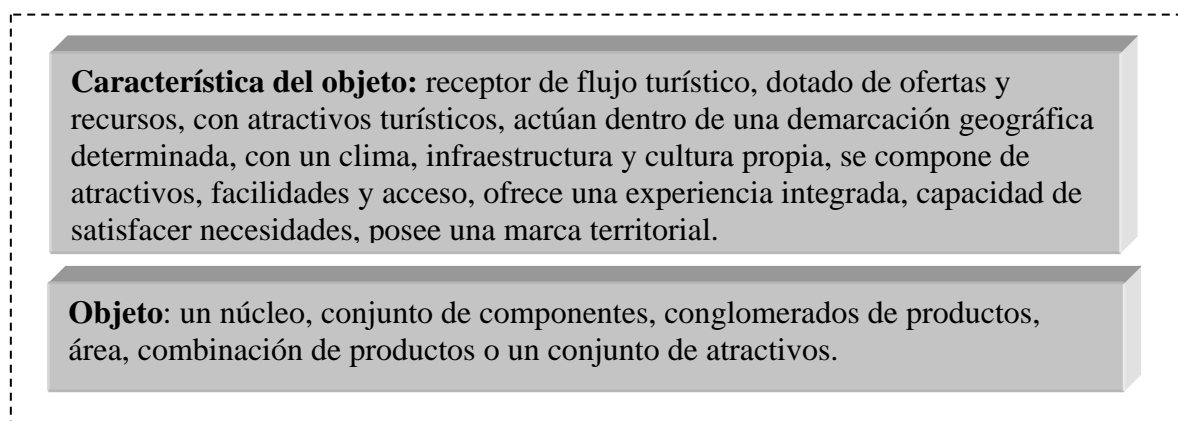 Característica del objeto: receptor de flujo turístico, dotado de ofertas y
recursos, con atractivos turísticos, actúan dentro de una demarcación geográfica
determinada, con un clima, infraestructura y cultura propia, se compone de
atractivos, facilidades y acceso, ofrece una experiencia integrada, capacidad de
satisfacer necesidades, posee una marca territorial.
Objeto: un núcleo, conjunto de componentes, conglomerados de productos,
área, combinación de productos o un conjunto de atractivos.